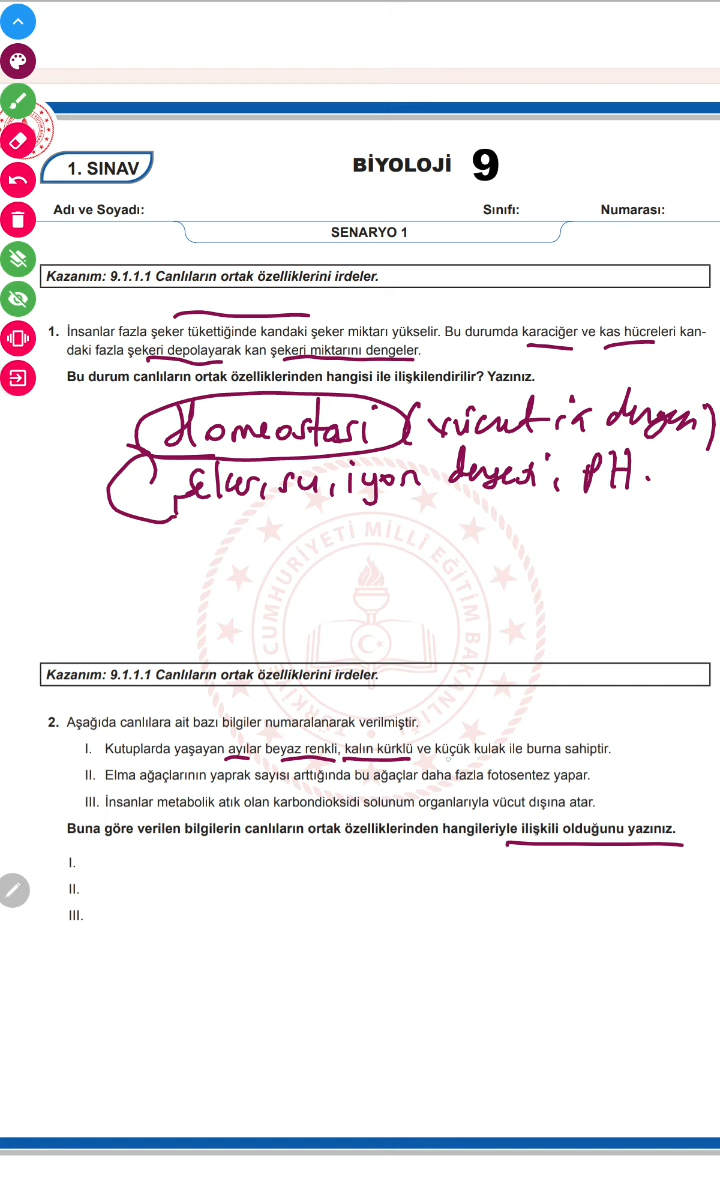 1. SINAV
BİYOLOJİ 9
Adı ve Soyadı: Sınıfı: Numarası:
SENARYO 1
Kazanım: 9.1.1.1 Canlıların ortak özelliklerini irdeler.
1. İnsanlar fazla şeker tükettiğinde kandaki şeker miktarı yükselir. Bu durumda karaciğer ve kas hücreleri kan-
daki fazla şekeri depolayarak kan şekeri miktarını dengeler.
Bu durum canlıların ortak özelliklerinden hangisi ile ilişkilendirilir? Yazınız.
Homeostasi (vücut iç
su, iyon pH.
TÜRKİYE CUMHURİYETİ MİLLÎ EĞİTİM BAKANLIĞI
Kazanım: 9.1.1.1 Canlıların ortak özelliklerini irdeler.
2. Aşağıda canlılara ait bazı bilgiler numaralanarak verilmiştir.
I. Kutuplarda yaşayan ayılar beyaz renkli, kalın kürklü ve küçük kulak ile burna sahiptir.
II. Elma ağaçlarının yaprak sayısı arttığında bu ağaçlar daha fazla fotosentez yapar.
III. İnsanlar metabolik atık olan karbondioksidi solunum organlarıyla vücut dışına atar.
Buna göre verilen bilgilerin canlıların ortak özelliklerinden hangileriyle ilişkili olduğunu yazınız.
I.
II.
III.